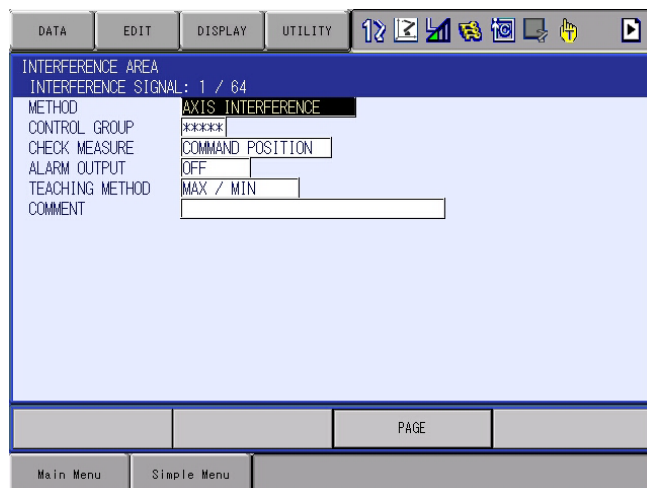 DATA EDIT DISPLAY UTILITY
INTERFERENCE AREA
INTERFERENCE SIGNAL: 1 / 64
METHOD AXIS INTERFERENCE
CONTROL GROUP *****
CHECK MEASURE COMMAND POSITION
ALARM OUTPUT OFF
TEACHING METHOD MAX / MIN
COMMENT
PAGE
Main Menu Simple Menu